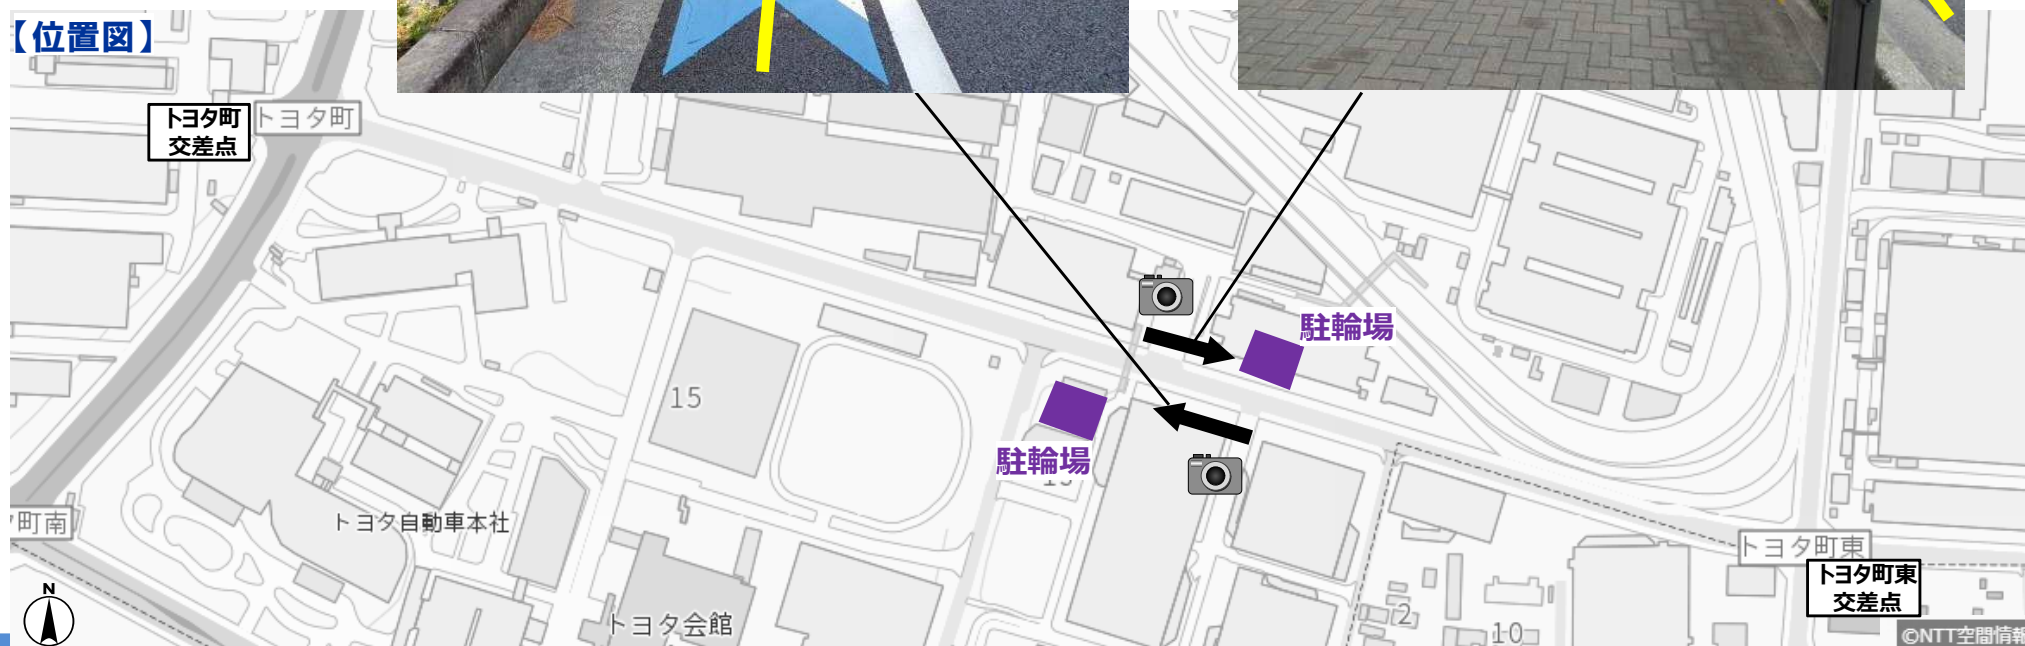 【位置図】
トヨタ町
交差点
トヨタ町
駐輪場
15
駐輪場
町南
トヨタ自動車本社
トヨタ町東
トヨタ町東
交差点
N
トヨタ会館
2
10
©NTT空間情報